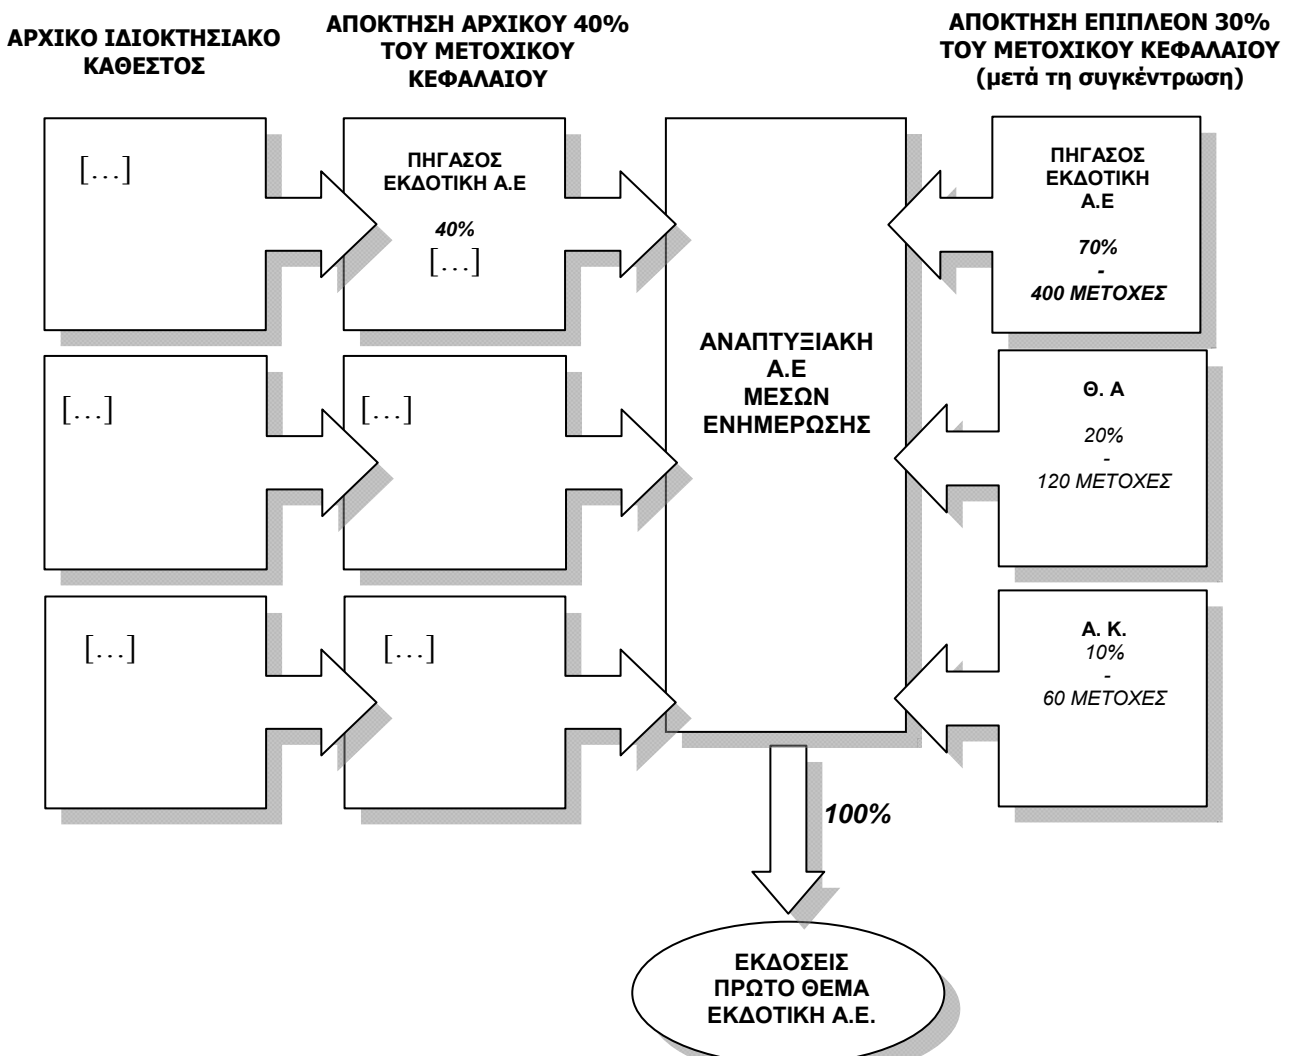 ΑΡΧΙΚΟ ΙΔΙΟΚΤΗΣΙΑΚΟ
ΚΑΘΕΣΤΟΣ
ΑΠΟΚΤΗΣΗ ΑΡΧΙΚΟΥ 40%
ΤΟΥ ΜΕΤΟΧΙΚΟΥ
ΚΕΦΑΛΑΙΟΥ
ΑΠΟΚΤΗΣΗ ΕΠΙΠΛΕΟΝ 30%
ΤΟΥ ΜΕΤΟΧΙΚΟΥ ΚΕΦΑΛΑΙΟΥ
(μετά τη συγκέντρωση)
[…]
ΠΗΓΑΣΟΣ
ΕΚΔΟΤΙΚΗ Α.Ε
40%
[…]
ΠΗΓΑΣΟΣ
ΕΚΔΟΤΙΚΗ
Α.Ε
70%
-
400 ΜΕΤΟΧΕΣ
ΑΝΑΠΤΥΞΙΑΚΗ
Α.Ε
ΜΕΣΩΝ
ΕΝΗΜΕΡΩΣΗΣ
[…]
[…]
Θ. Α
20%
-
120 ΜΕΤΟΧΕΣ
[…]
[…]
Α. Κ.
10%
-
60 ΜΕΤΟΧΕΣ
100%
ΕΚΔΟΣΕΙΣ
ΠΡΩΤΟ ΘΕΜΑ
ΕΚΔΟΤΙΚΗ Α.Ε.